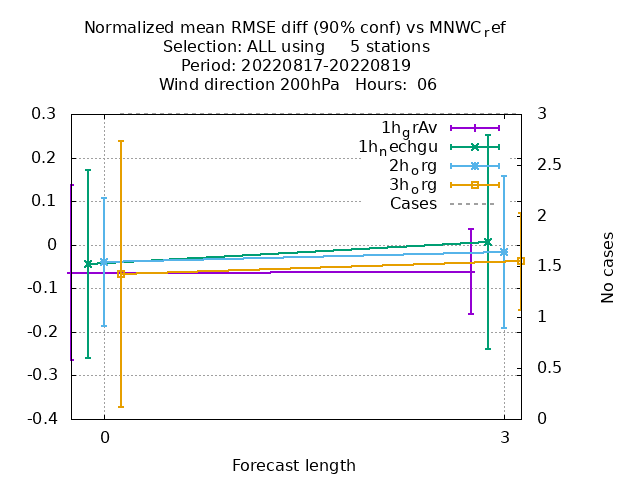 Normalized mean RMSE diff (90% conf) vs MNWC_ref
Selection: ALL using     5 stations
Period: 20220817-20220819
Wind direction 200hPa   Hours:  06
0.3
0.2
0.1
0
-0.1
-0.2
-0.3
-0.4
3
2.5
2
1.5
1
0.5
0
1h_grAv
1h_nechgu
2h_org
3h_org
Cases
No cases
0
3
Forecast length